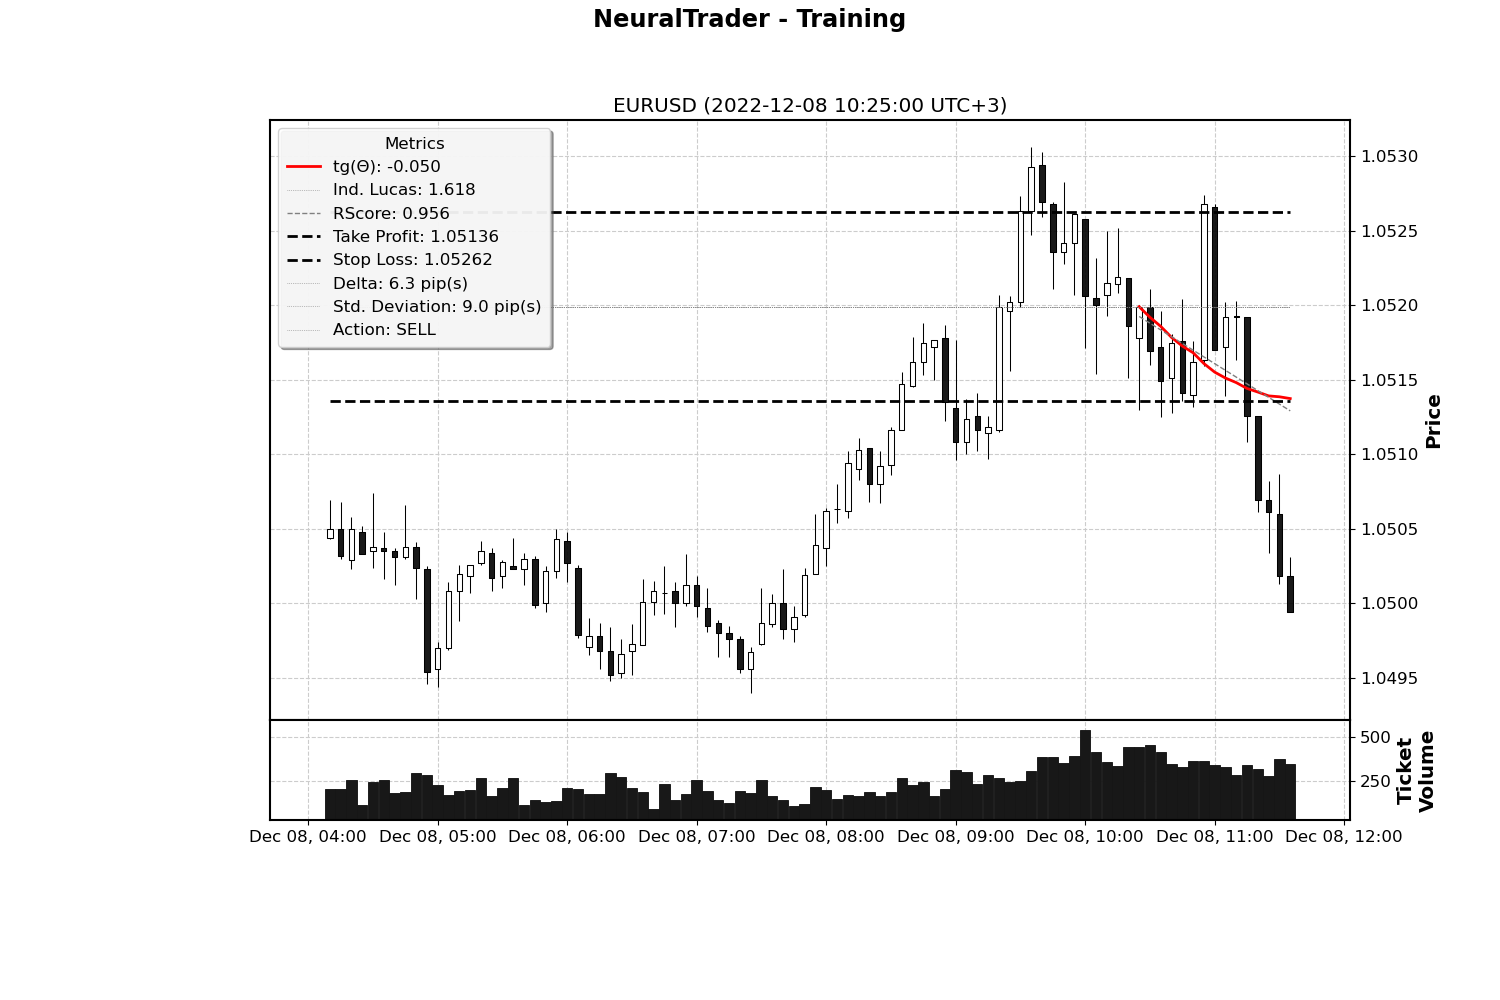 NeuralTrader - Training
EURUSD (2022-12-08 10:25:00 UTC+3)
Metrics
tg(Θ): -0.050
Ind. Lucas: 1.618
RScore: 0.956
Take Profit: 1.05136
Stop Loss: 1.05262
Delta: 6.3 pip(s)
Std. Deviation: 9.0 pip(s)
Action: SELL
1.0530
1.0525
1.0520
1.0515
1.0510
1.0505
1.0500
1.0495
Price
500
250
Ticket
Volume
Dec 08, 04:00 Dec 08, 05:00 Dec 08, 06:00 Dec 08, 07:00 Dec 08, 08:00 Dec 08, 09:00 Dec 08, 10:00 Dec 08, 11:00 Dec 08, 12:00